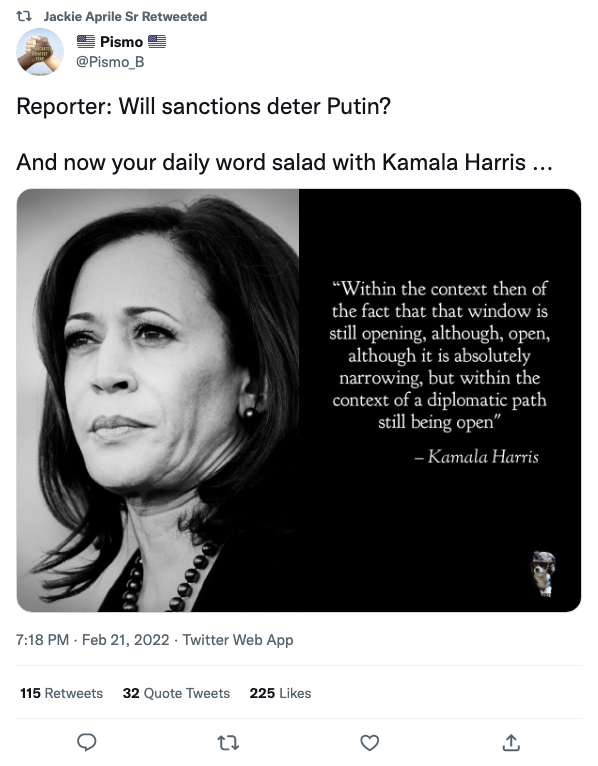 Jackie Aprile Sr Retweeted
Pismo
@Pismo_B
Reporter: Will sanctions deter Putin?
And now your daily word salad with Kamala Harris ...
“Within the context then of
the fact that that window is
still opening, although, open,
although it is absolutely
narrowing, but within the
context of a diplomatic path
still being open”
– Kamala Harris
7:18 PM · Feb 21, 2022 · Twitter Web App
115 Retweets 32 Quote Tweets 225 Likes